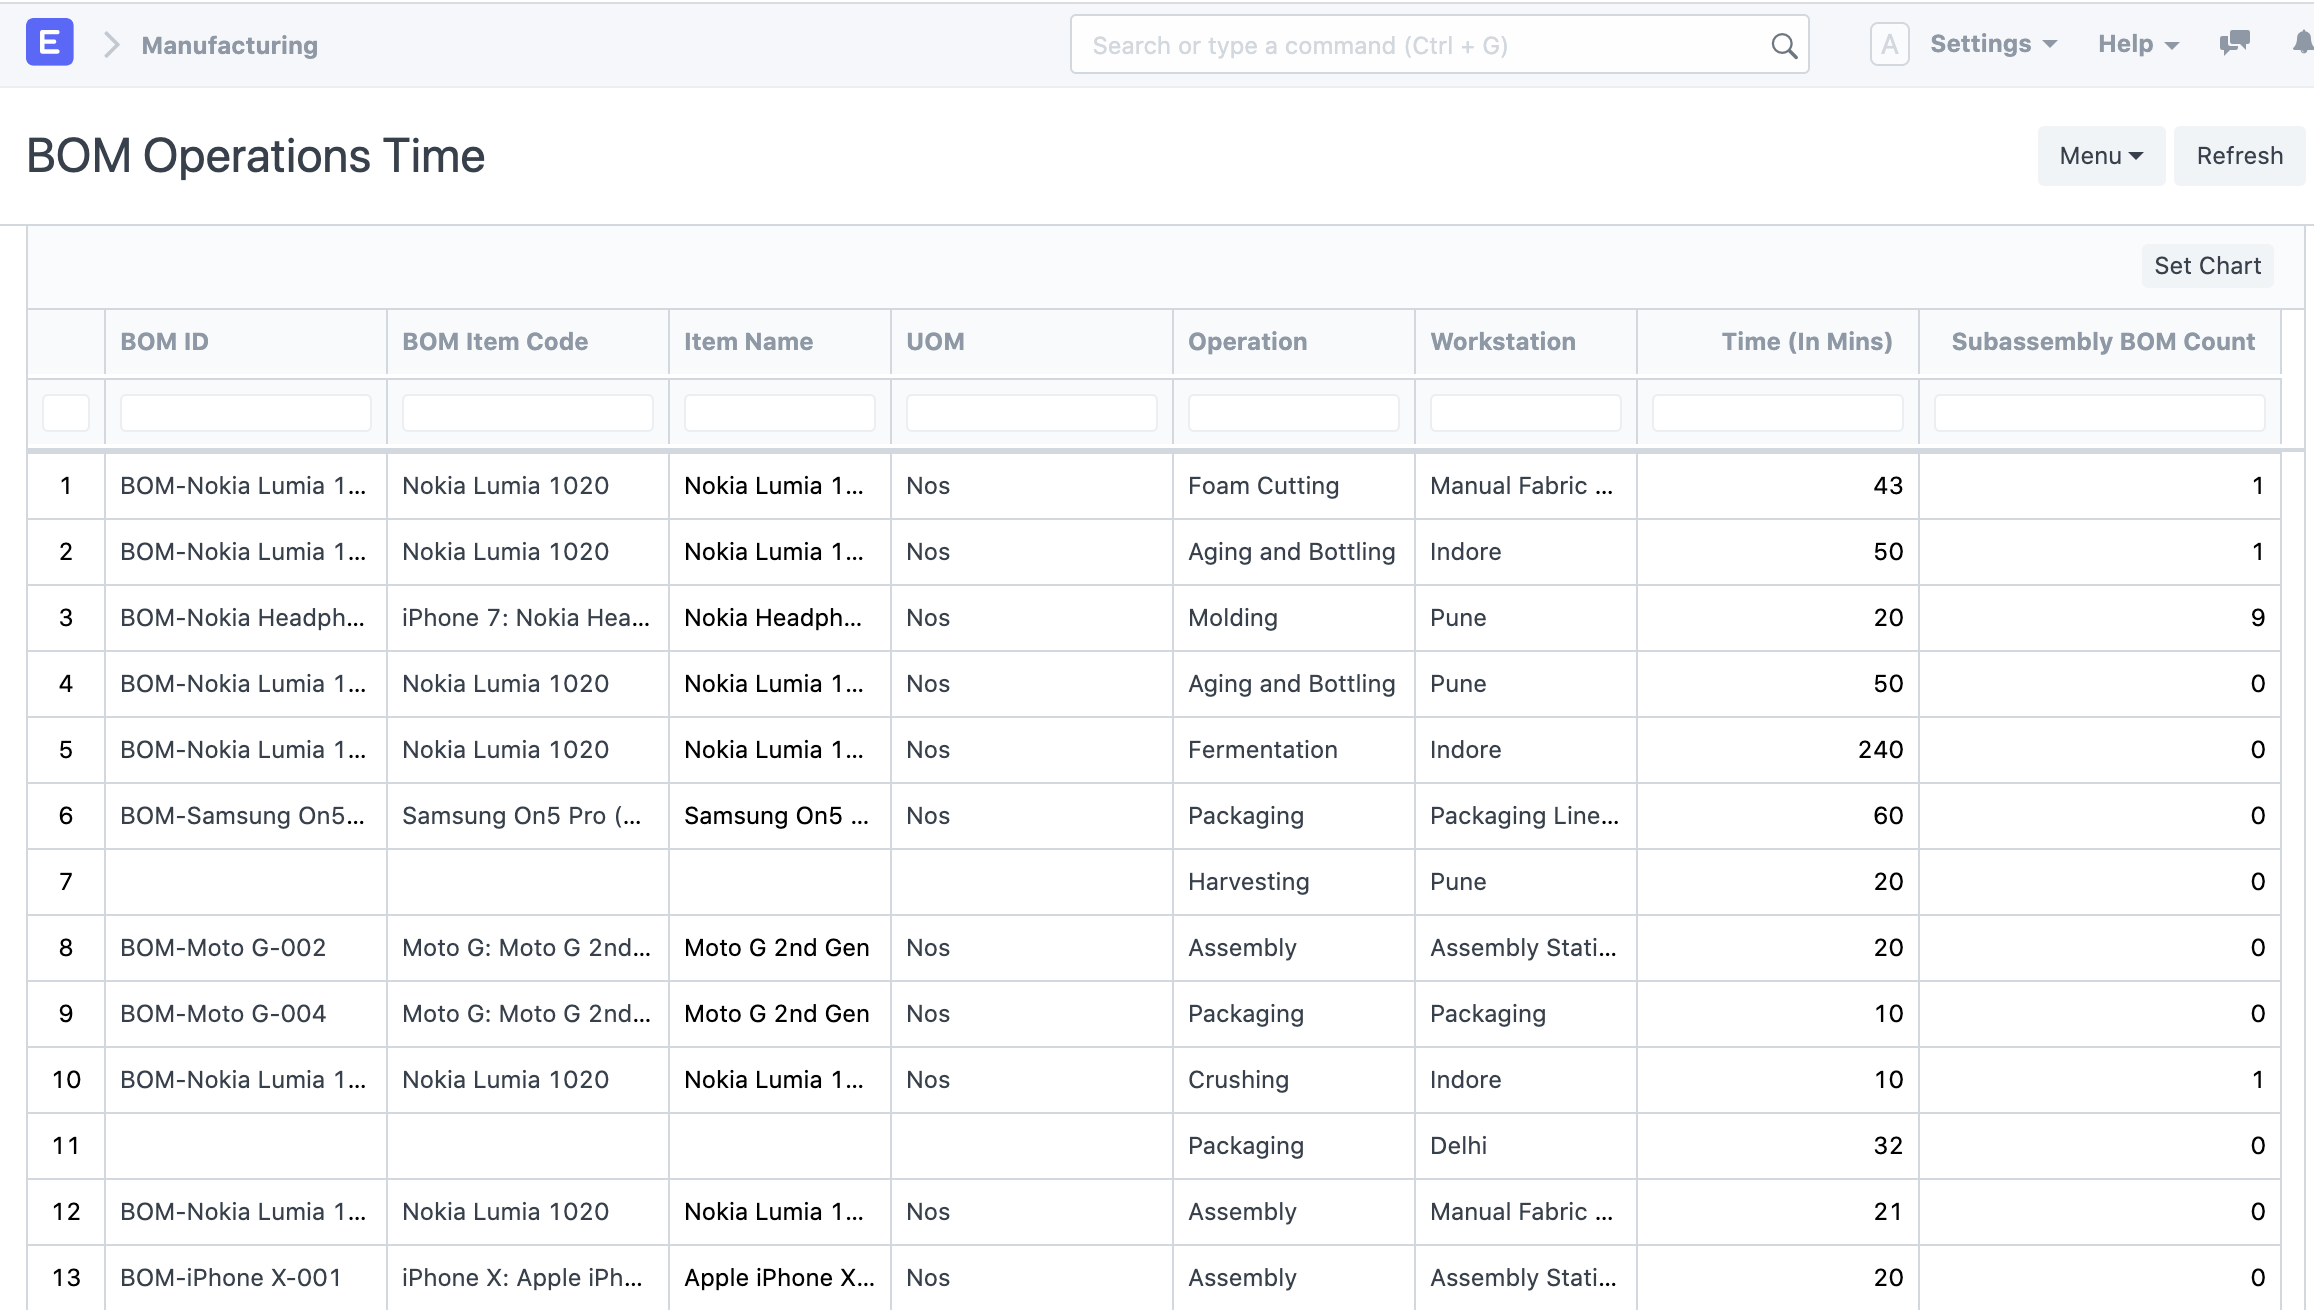 E Manufacturing Search or type a command (Ctrl + G) A Settings Help
BOM Operations Time Menu Refresh
Set Chart
BOM ID BOM Item Code Item Name UOM Operation Workstation Time (In Mins) Subassembly BOM Count
1 BOM-Nokia Lumia 1... Nokia Lumia 1020 Nokia Lumia 1... Nos Foam Cutting Manual Fabric ... 43 1
2 BOM-Nokia Lumia 1... Nokia Lumia 1020 Nokia Lumia 1... Nos Aging and Bottling Indore 50 1
3 BOM-Nokia Headph... iPhone 7: Nokia Hea... Nokia Headph... Nos Molding Pune 20 9
4 BOM-Nokia Lumia 1... Nokia Lumia 1020 Nokia Lumia 1... Nos Aging and Bottling Pune 50 0
5 BOM-Nokia Lumia 1... Nokia Lumia 1020 Nokia Lumia 1... Nos Fermentation Indore 240 0
6 BOM-Samsung On5... Samsung On5 Pro (... Samsung On5 ... Nos Packaging Packaging Line... 60 0
7 Harvesting Pune 20 0
8 BOM-Moto G-002 Moto G: Moto G 2nd... Moto G 2nd Gen Nos Assembly Assembly Stati... 20 0
9 BOM-Moto G-004 Moto G: Moto G 2nd... Moto G 2nd Gen Nos Packaging Packaging 10 0
10 BOM-Nokia Lumia 1... Nokia Lumia 1020 Nokia Lumia 1... Nos Crushing Indore 10 1
11 Packaging Delhi 32 0
12 BOM-Nokia Lumia 1... Nokia Lumia 1020 Nokia Lumia 1... Nos Assembly Manual Fabric ... 21 0
13 BOM-iPhone X-001 iPhone X: Apple iPh... Apple iPhone X... Nos Assembly Assembly Stati... 20 0